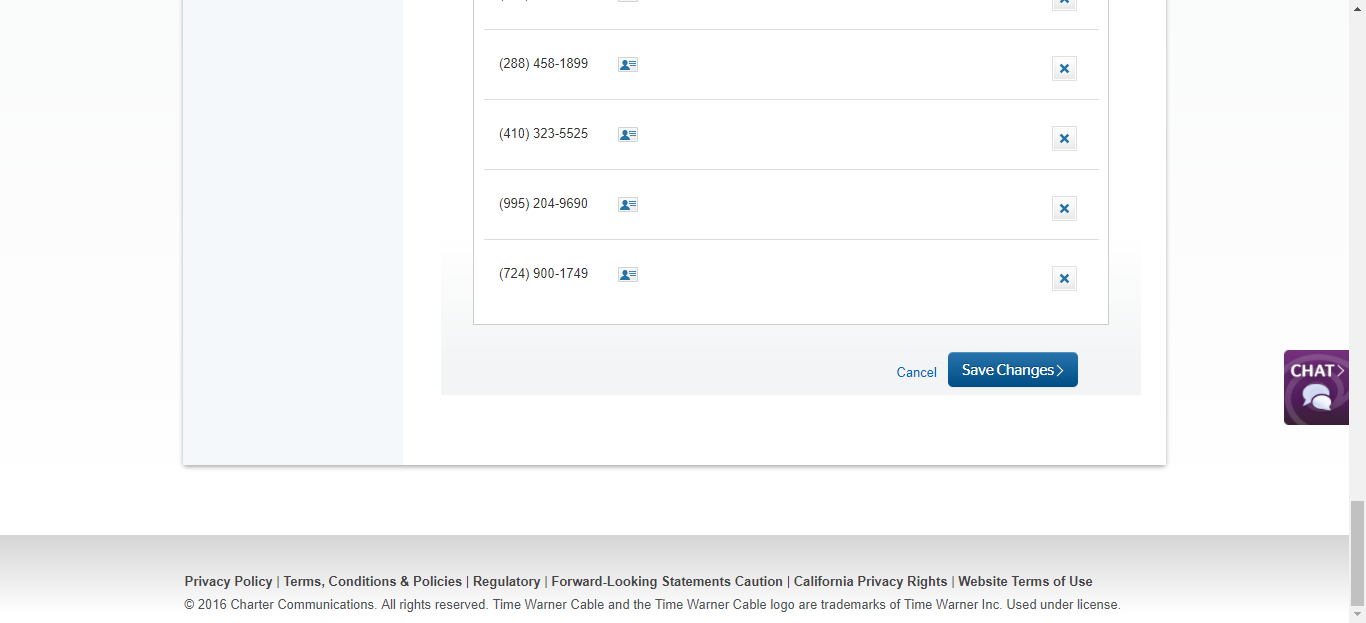 (288) 458-1899
(410) 323-5525
(995) 204-9690
(724) 900-1749
Cancel Save Changes
CHAT
Privacy Policy | Terms, Conditions & Policies | Regulatory | Forward-Looking Statements Caution | California Privacy Rights | Website Terms of Use
© 2016 Charter Communications. All rights reserved. Time Warner Cable and the Time Warner Cable logo are trademarks of Time Warner Inc. Used under license.